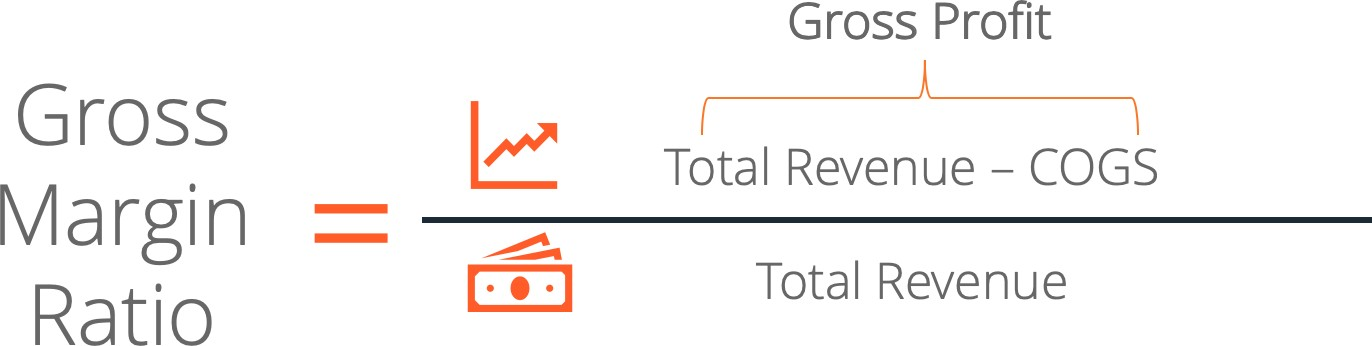 Gross Profit
Gross
Margin
Ratio
=
Total Revenue – COGS
Total Revenue